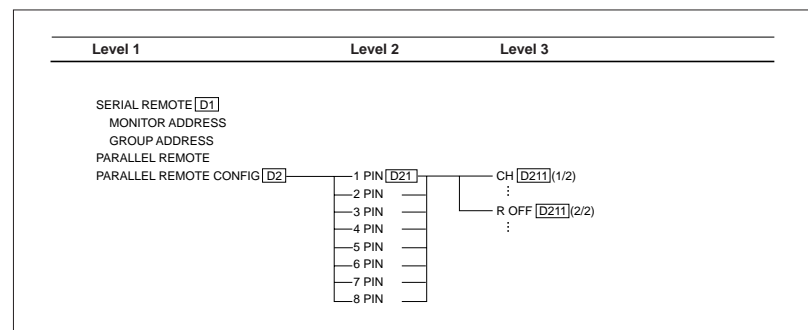 Level 1 Level 2 Level 3
SERIAL REMOTE D1
MONITOR ADDRESS
GROUP ADDRESS
PARALLEL REMOTE
PARALLEL REMOTE CONFIG D2 1 PIN D21 CH D211 (1/2)
2 PIN
3 PIN R OFF D211 (2/2)
4 PIN
5 PIN
6 PIN
7 PIN
8 PIN